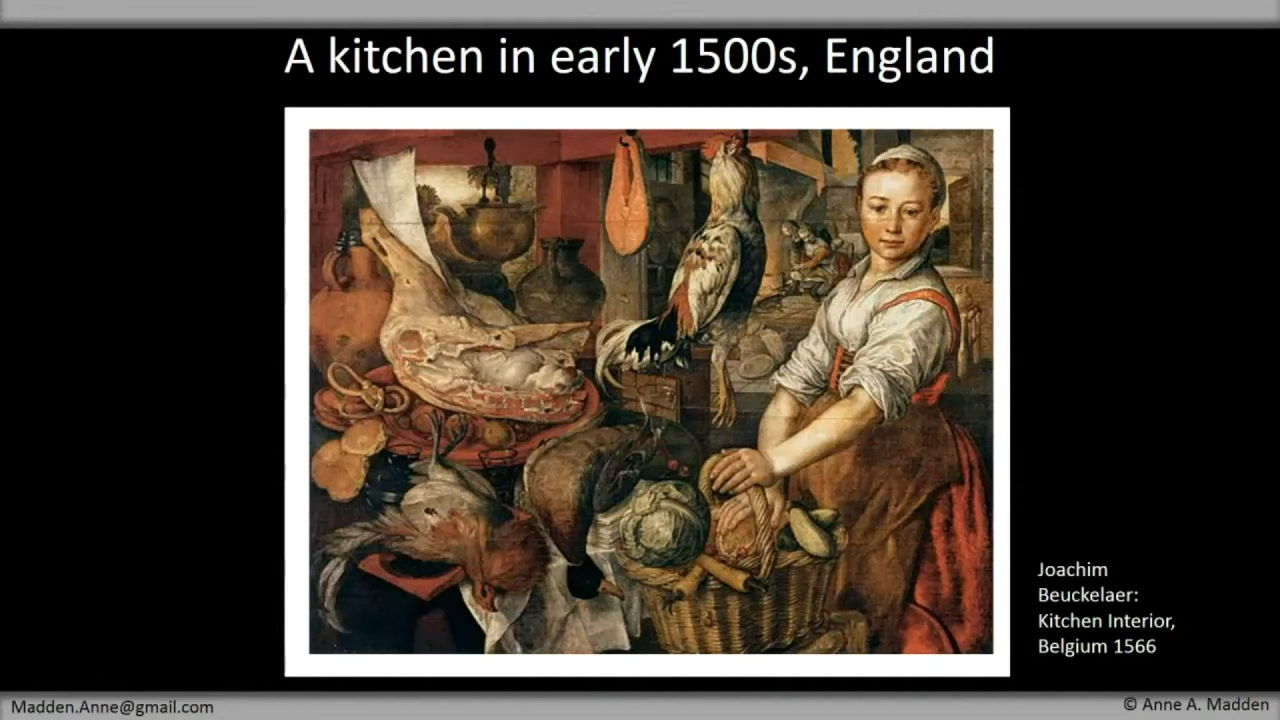 A kitchen in early 1500s, England
Joachim
Beuckelaer:
Kitchen Interior,
Belgium 1566
Madden.Anne@gmail.com
© Anne A. Madden